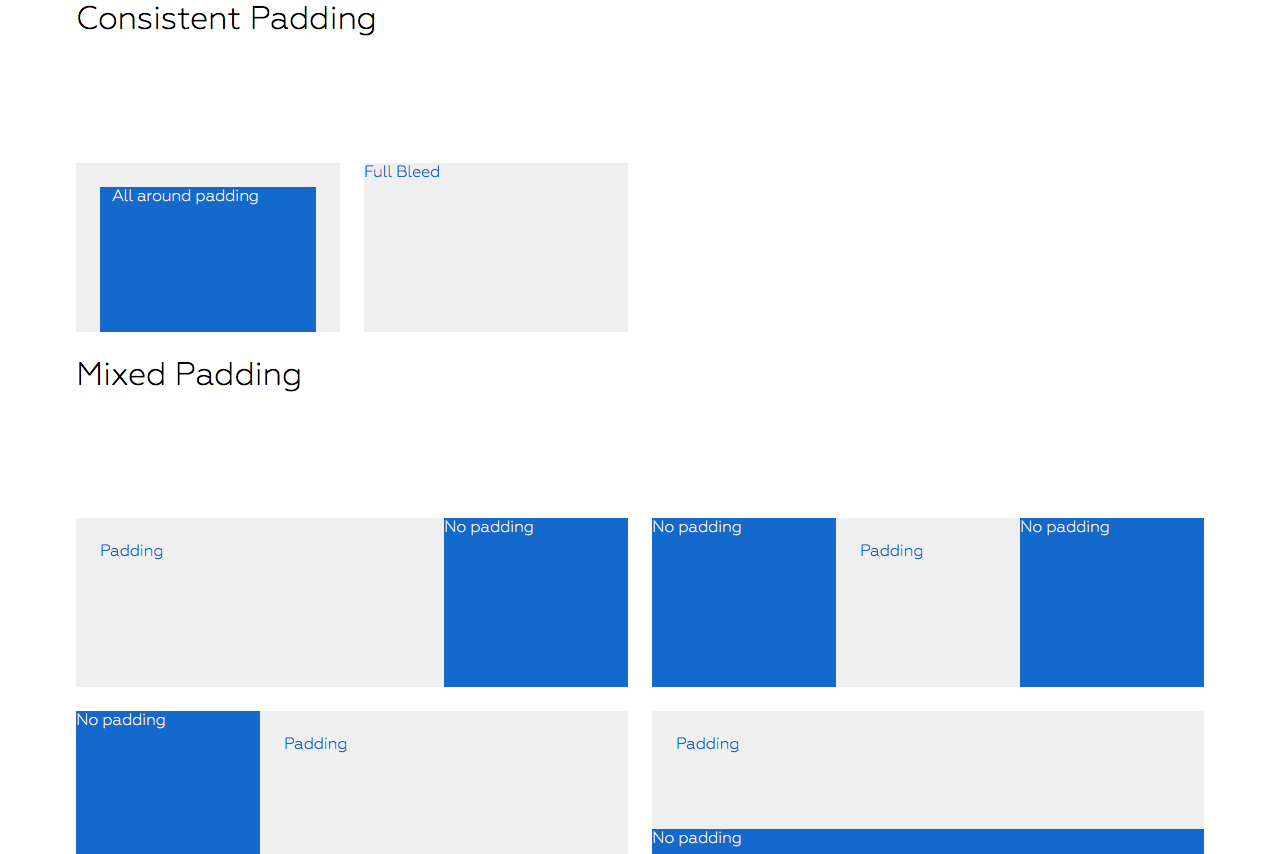 Consistent Padding
All around padding
Full Bleed
Mixed Padding
Padding
No padding
No padding
Padding
No padding
No padding
Padding
Padding
No padding